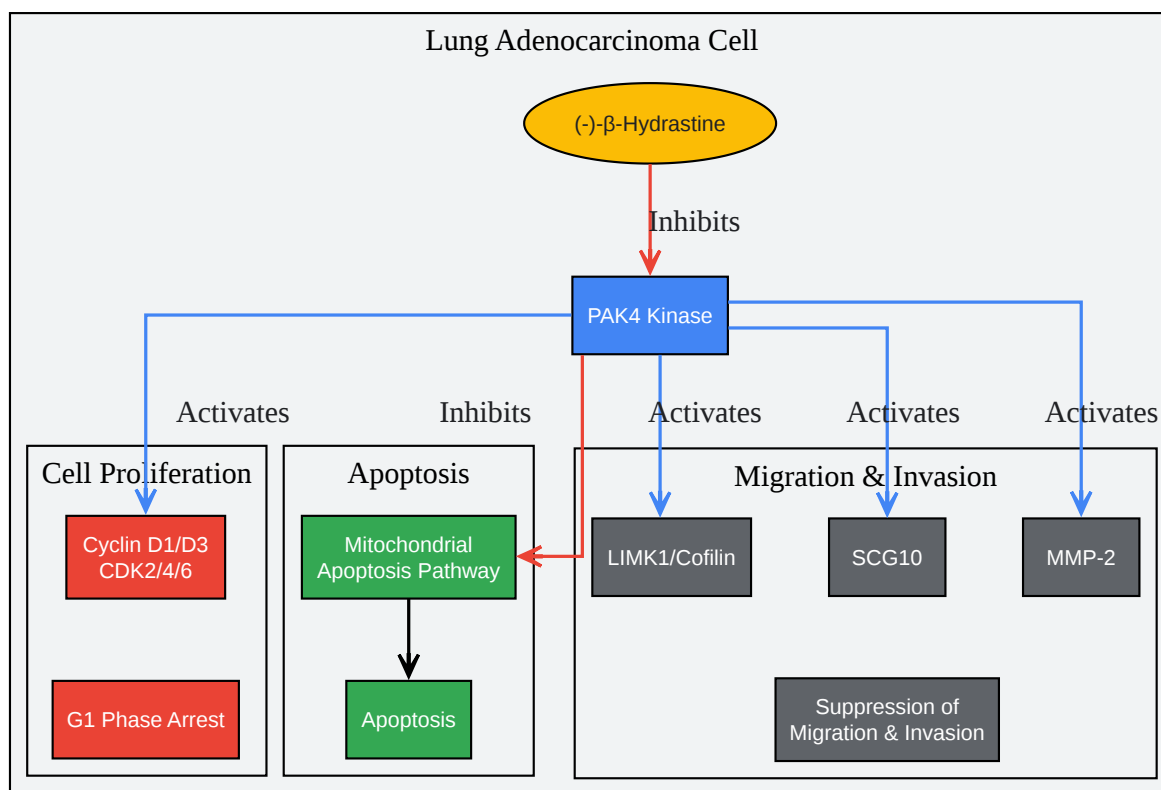 Lung Adenocarcinoma Cell
(-)-β-Hydrastine
Inhibits
PAK4 Kinase
Activates
Inhibits
Activates
Activates
Activates
Cell Proliferation
Apoptosis
Migration & Invasion
Cyclin D1/D3
CDK2/4/6
Mitochondrial
Apoptosis Pathway
LIMK1/Cofilin
SCG10
MMP-2
G1 Phase Arrest
Apoptosis
Suppression of
Migration & Invasion